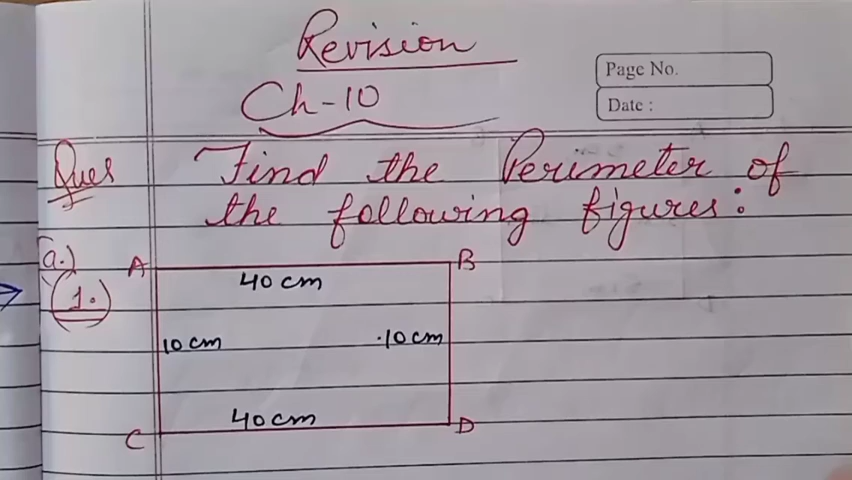 Revision
Page No.
Ch-10
Date :
Ques Find the Perimeter of
the following figures:
(a.)
A B
40 cm
(1.)
10 cm .10 cm
40 cm
C D